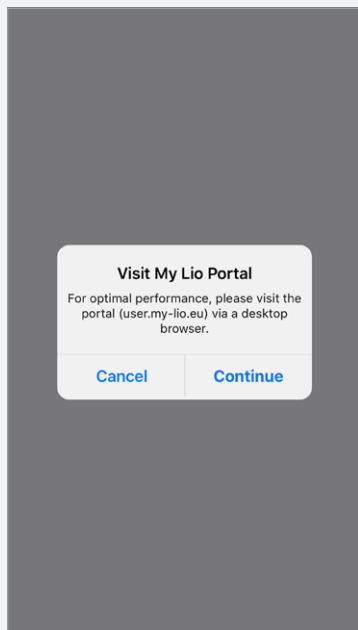 Visit My Lio Portal
For optimal performance, please visit the
portal (user.my-lio.eu) via a desktop
browser.
Cancel
Continue